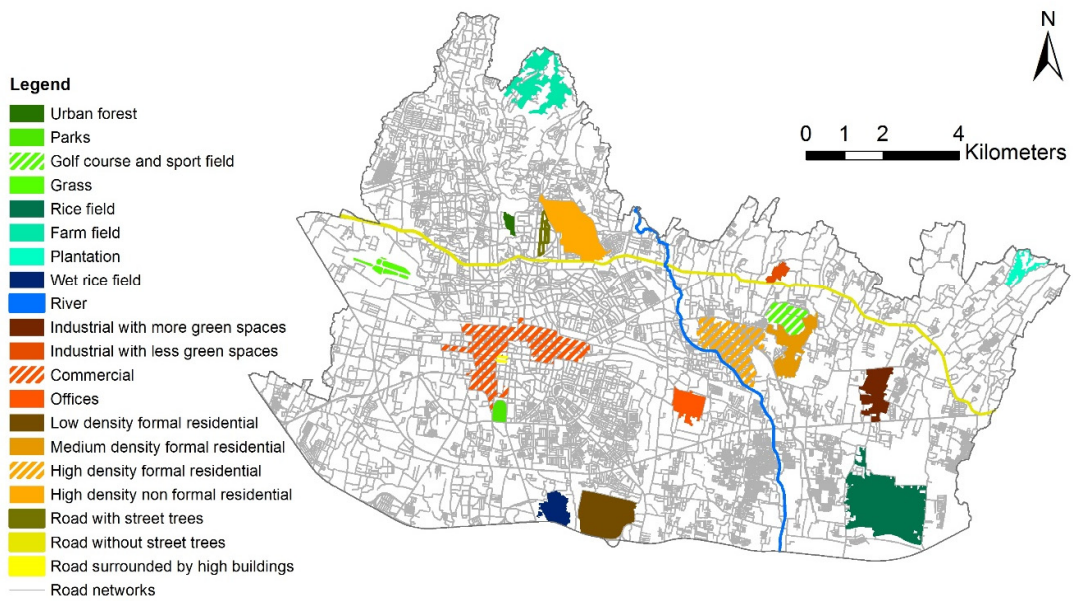 N
0 1 2 4
Kilometers
Legend
Urban forest
Parks
Golf course and sport field
Grass
Rice field
Farm field
Plantation
Wet rice field
River
Industrial with more green spaces
Industrial with less green spaces
Commercial
Offices
Low density formal residential
Medium density formal residential
High density formal residential
High density non formal residential
Road with street trees
Road without street trees
Road surrounded by high buildings
Road networks